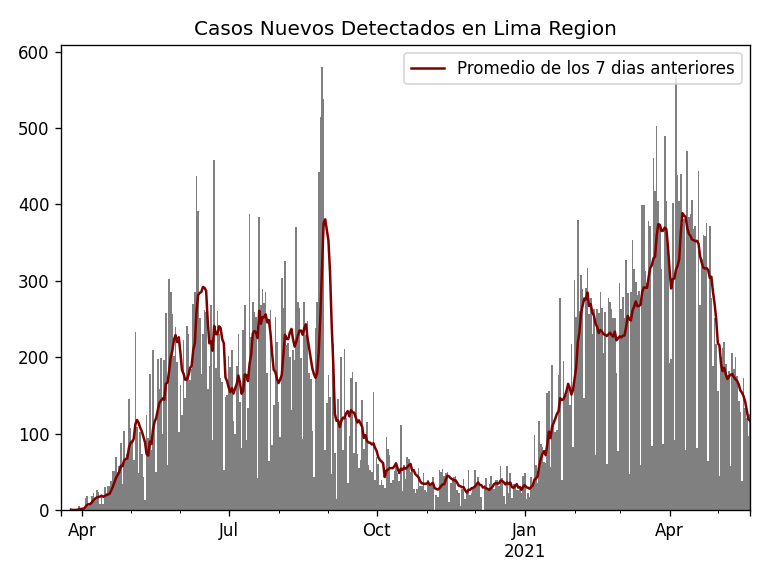 Casos Nuevos Detectados en Lima Region
Promedio de los 7 dias anteriores
600
500
400
300
200
100
0
Apr Jul Oct Jan Apr
2021